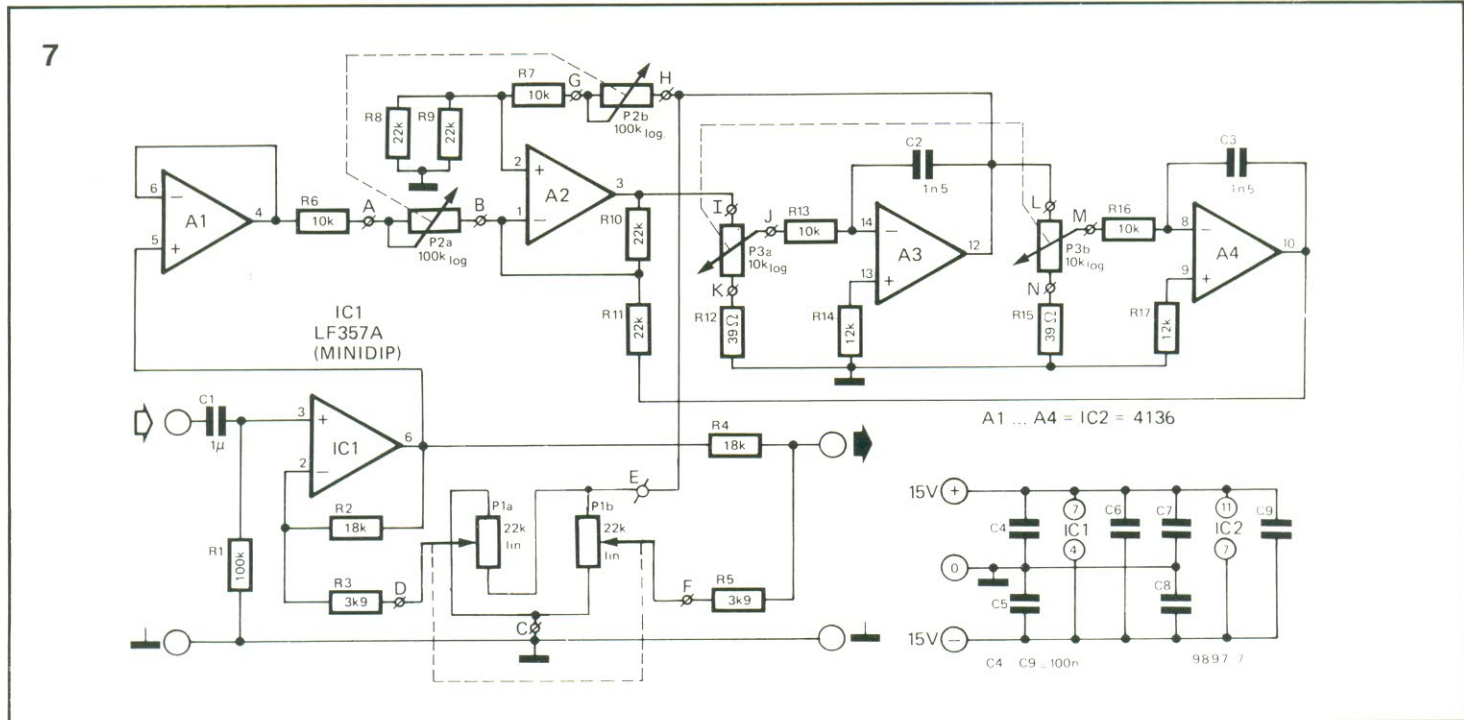 7
R7
10k
G
H
P2b
100k log.
R8
22k
R9
22k
2
+
A2
3
1
−
6
−
A1
4
5
+
R6
10k
A
B
P2a
100k log
R10
22k
R11
22k
I
J
R13
10k
P3a
10k log
K
R12
39Ω
C2
1n5
14
−
A3
12
13
+
R14
12k
L
M
R16
10k
P3b
10k log
N
R15
39Ω
C3
1n5
8
−
A4
10
9
+
R17
12k
IC1
LF357A
(MINIDIP)
C1
1µ
3
+
IC1
6
2
−
R2
18k
R1
100k
R3
3k9
D
P1a
22k
lin
P1b
22k
lin
E
C
F
R5
3k9
R4
18k
A1 ... A4 = IC2 = 4136
15V +
0
15V −
C4
C5
7
IC1
4
C6
C7
C8
11
IC2
7
C9
C4 C9 = 100n
9897 7